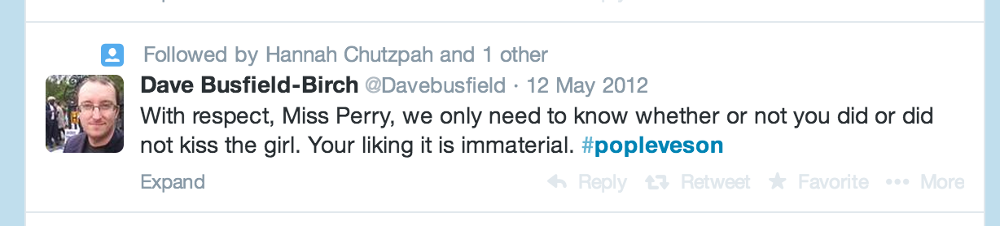 Followed by Hannah Chutzpah and 1 other
Dave Busfield-Birch @Davebusfield · 12 May 2012
With respect, Miss Perry, we only need to know whether or not you did or did
not kiss the girl. Your liking it is immaterial. #popleveson
Expand Reply Retweet Favorite More